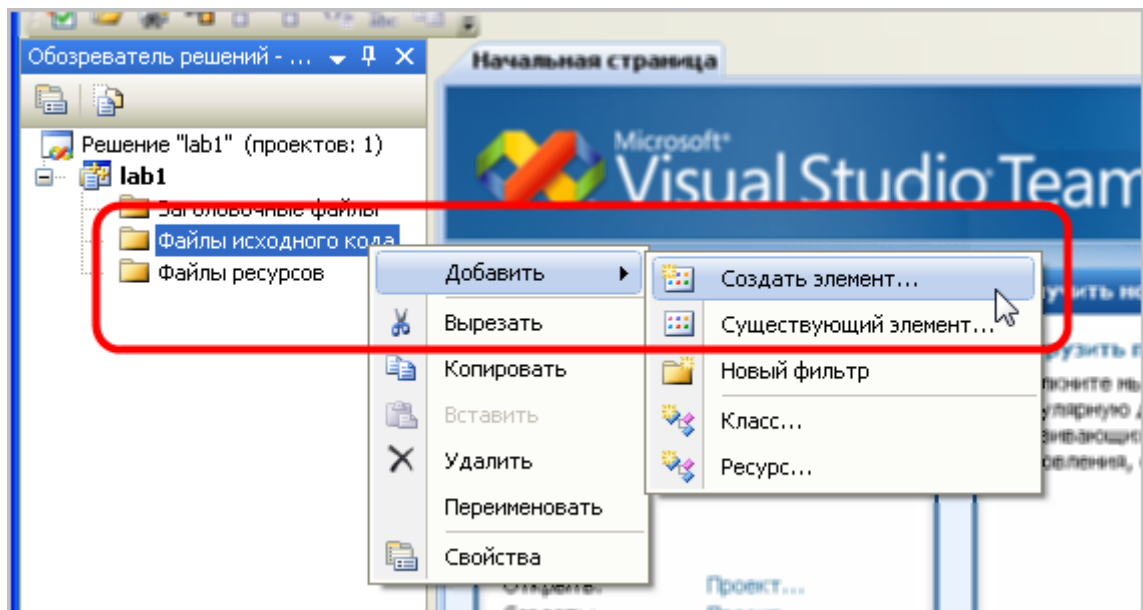 Обозреватель решений - ...
Начальная страница
Решение "lab1" (проектов: 1)
lab1
Заголовочные файлы
Файлы исходного кода
Файлы ресурсов
Microsoft
Visual Studio Team
Добавить
Вырезать
Копировать
Вставить
Удалить
Переименовать
Свойства
Создать элемент...
Существующий элемент...
Новый фильтр
Класс...
Ресурс...
Открыть:
Проект...